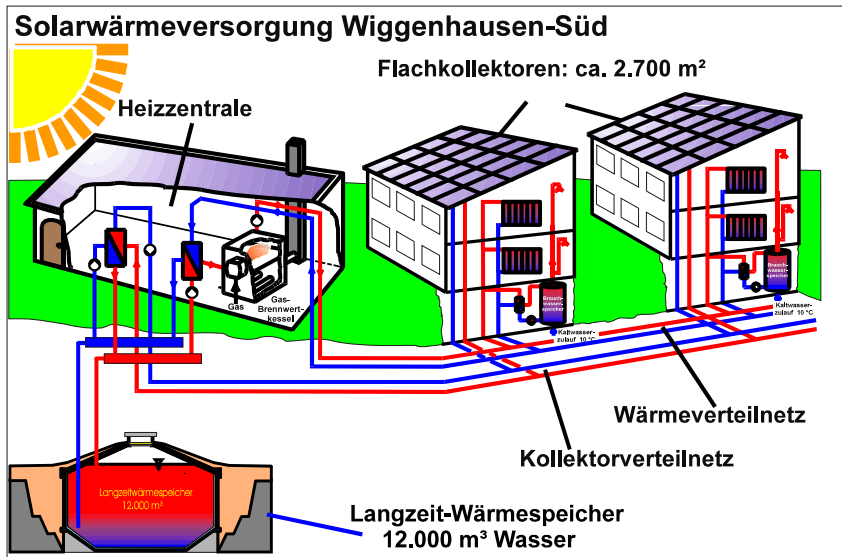 Solarwärmeversorgung Wiggenhausen-Süd
Flachkollektoren: ca. 2.700 m²
Heizzentrale
Gas
Gas-
Brennwert-
kessel
Brauch-
wasser-
speicher
Kaltwasser-
zulauf 10 °C
Brauch-
wasser-
speicher
Kaltwasser-
zulauf 10 °C
Wärmeverteilnetz
Kollektorverteilnetz
Langzeitwärmespeicher
12.000 m³
Langzeit-Wärmespeicher
12.000 m³ Wasser